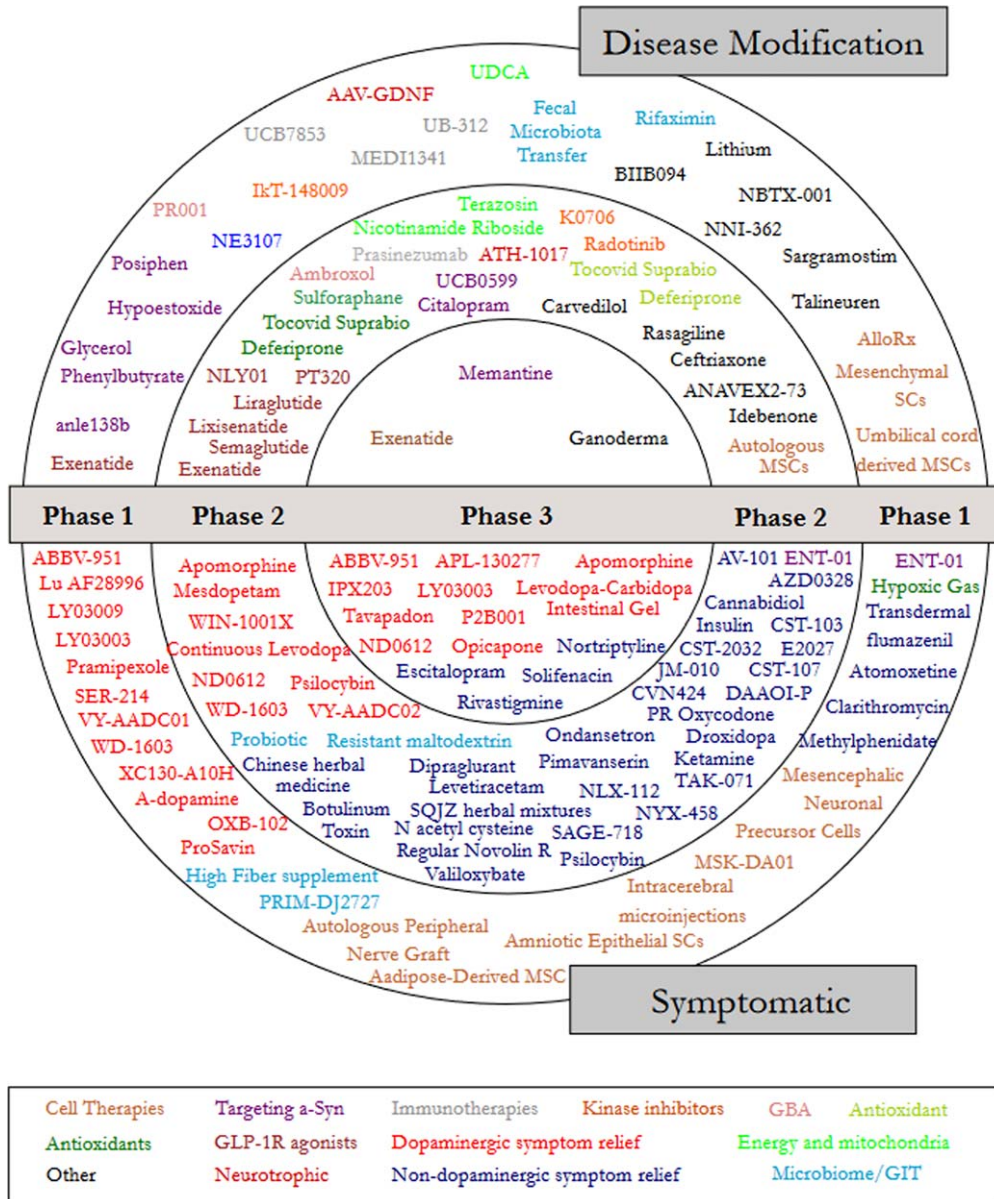 Disease Modification
UDCA
AAV-GDNF
UCB7853
UB-312
Fecal
Microbiota
Transfer
Rifaximin
MEDI1341
Lithium
BIIB094
IkT-148009
NBTX-001
PR001
NE3107
NNI-362
Posiphen
Sargramostim
Hypoestoxide
Talineuren
Glycerol
Phenylbutyrate
AlloRx
Mesenchymal
SCs
anle138b
Umbilical cord
derived MSCs
Exenatide
Terazosin
Nicotinamide Riboside
K0706
Prasinezumab
ATH-1017
Radotinib
Ambroxol
UCB0599
Tocovid Suprabio
Sulforaphane
Citalopram
Carvedilol
Deferiprone
Tocovid Suprabio
Rasagiline
Deferiprone
Ceftriaxone
NLY01
PT320
ANAVEX2-73
Liraglutide
Idebenone
Lixisenatide
Semaglutide
Exenatide
Autologous
MSCs
Memantine
Exenatide
Ganoderma
Phase 1
Phase 2
Phase 3
Phase 2
Phase 1
ABBV-951
Lu AF28996
LY03009
LY03003
Pramipexole
SER-214
VY-AADC01
WD-1603
XC130-A10H
A-dopamine
OXB-102
ProSavin
High Fiber supplement
PRIM-DJ2727
Autologous Peripheral
Nerve Graft
Aadipose-Derived MSC
Apomorphine
Mesdopetam
WIN-1001X
Continuous Levodopa
ND0612
Psilocybin
WD-1603
VY-AADC02
Probiotic
Resistant maltodextrin
Chinese herbal
medicine
Dipraglurant
Levetiracetam
Botulinum
Toxin
SQJZ herbal mixtures
N acetyl cysteine
Regular Novolin R
Valiloxybate
ABBV-951
APL-130277
Apomorphine
IPX203
LY03003
Levodopa-Carbidopa
Intestinal Gel
Tavapadon
P2B001
ND0612
Opicapone
Nortriptyline
Escitalopram
Solifenacin
Rivastigmine
AV-101
ENT-01
AZD0328
Cannabidiol
Insulin
CST-103
CST-2032
E2027
JM-010
CST-107
CVN424
DAAOI-P
PR Oxycodone
Ondansetron
Droxidopa
Pimavanserin
Ketamine
TAK-071
NLX-112
NYX-458
SAGE-718
Psilocybin
ENT-01
Hypoxic Gas
Transdermal
flumazenil
Atomoxetine
Clarithromycin
Methylphenidate
Mesencephalic
Neuronal
Precursor Cells
MSK-DA01
Intracerebral
microinjections
Amniotic Epithelial SCs
Symptomatic
Cell Therapies
Targeting a-Syn
Immunotherapies
Kinase inhibitors
GBA
Antioxidant
Antioxidants
GLP-1R agonists
Dopaminergic symptom relief
Energy and mitochondria
Other
Neurotrophic
Non-dopaminergic symptom relief
Microbiome/GIT